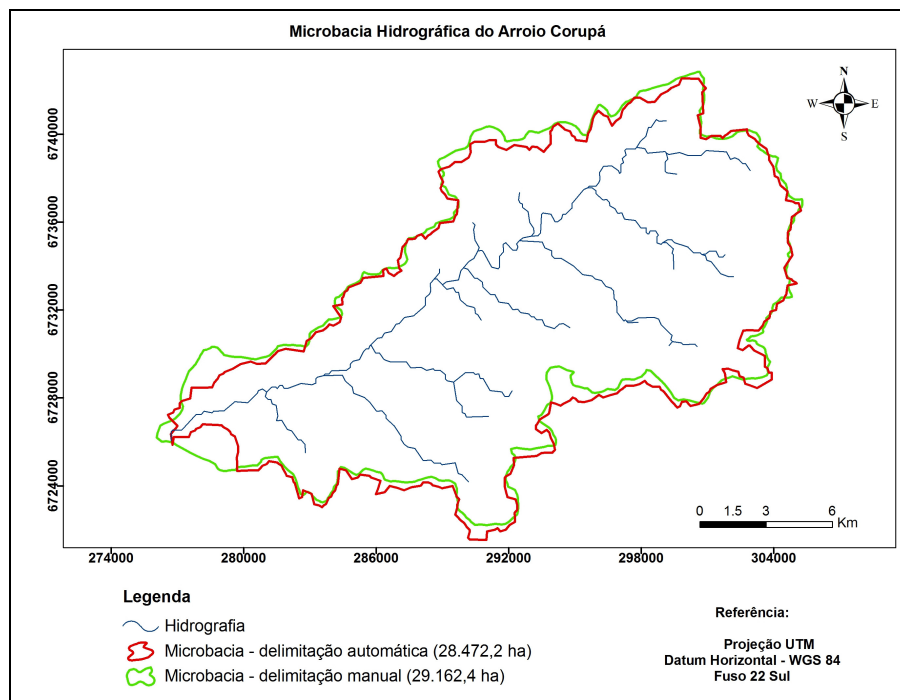 Microbacia Hidrográfica do Arroio Corupá
N
W E
S
6740000
6736000
6732000
6728000
6724000
0 1.5 3 6
Km
274000 280000 286000 292000 298000 304000
Legenda
Hidrografia
Microbacia - delimitação automática (28.472,2 ha)
Microbacia - delimitação manual (29.162,4 ha)
Referência:
Projeção UTM
Datum Horizontal - WGS 84
Fuso 22 Sul